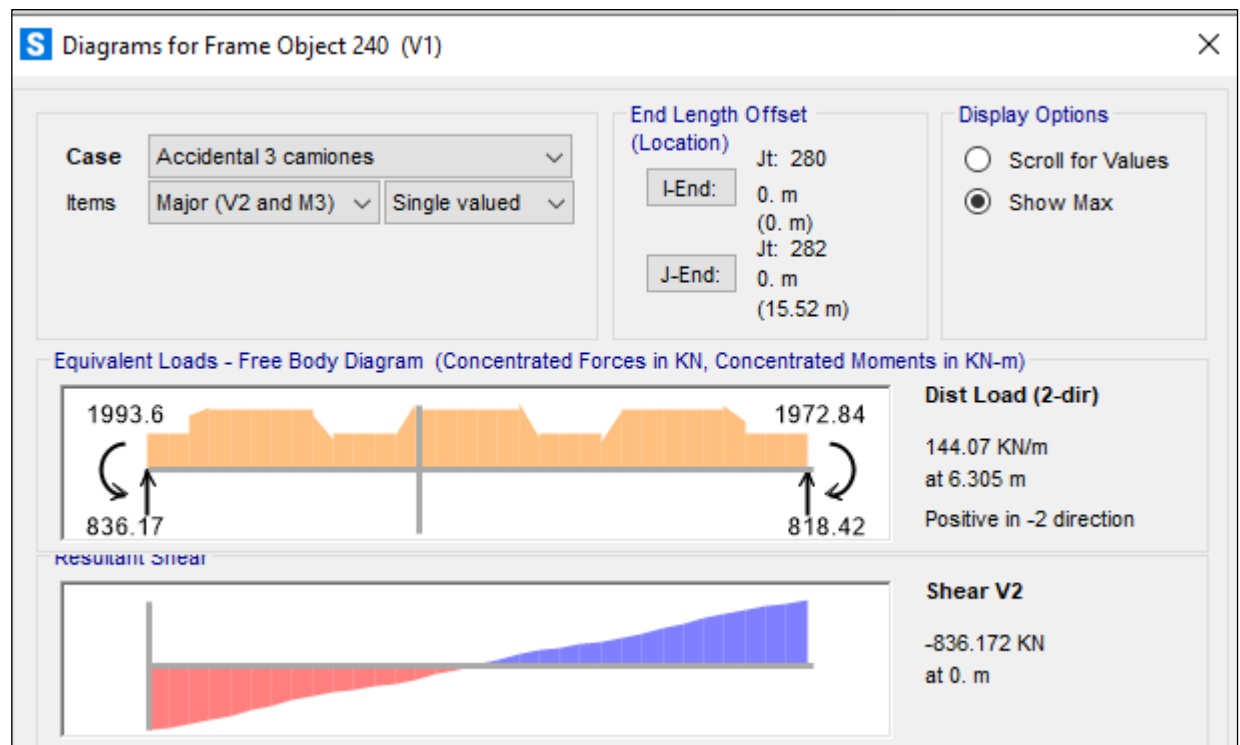 S Diagrams for Frame Object 240 (V1)
Case Accidental 3 camiones
Items Major (V2 and M3) Single valued
End Length Offset
(Location)
Jt: 280
I-End: 0. m
(0. m)
Jt: 282
J-End: 0. m
(15.52 m)
Display Options
Scroll for Values
Show Max
Equivalent Loads - Free Body Diagram (Concentrated Forces in KN, Concentrated Moments in KN-m)
1993.6 1972.84
836.17 818.42
Dist Load (2-dir)
144.07 KN/m
at 6.305 m
Positive in -2 direction
Resultant Shear
Shear V2
-836.172 KN
at 0. m